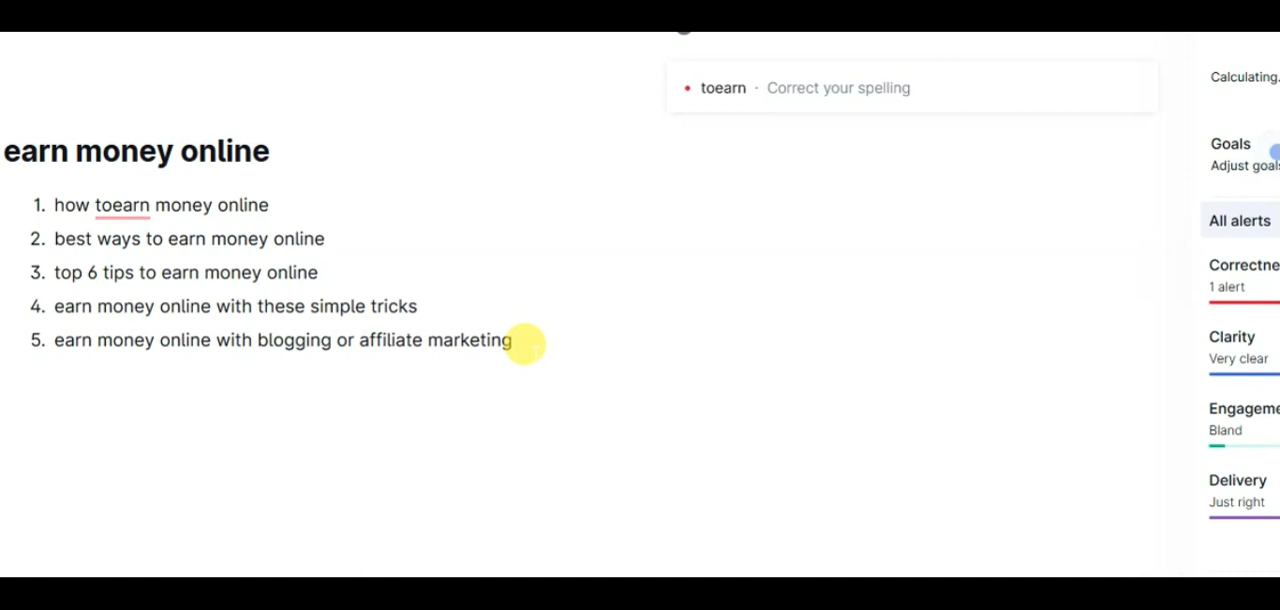 toearn · Correct your spelling
earn money online
1. how toearn money online
2. best ways to earn money online
3. top 6 tips to earn money online
4. earn money online with these simple tricks
5. earn money online with blogging or affiliate marketing
Calculating.
Goals
Adjust goals
All alerts
Correctne
1 alert
Clarity
Very clear
Engageme
Bland
Delivery
Just right